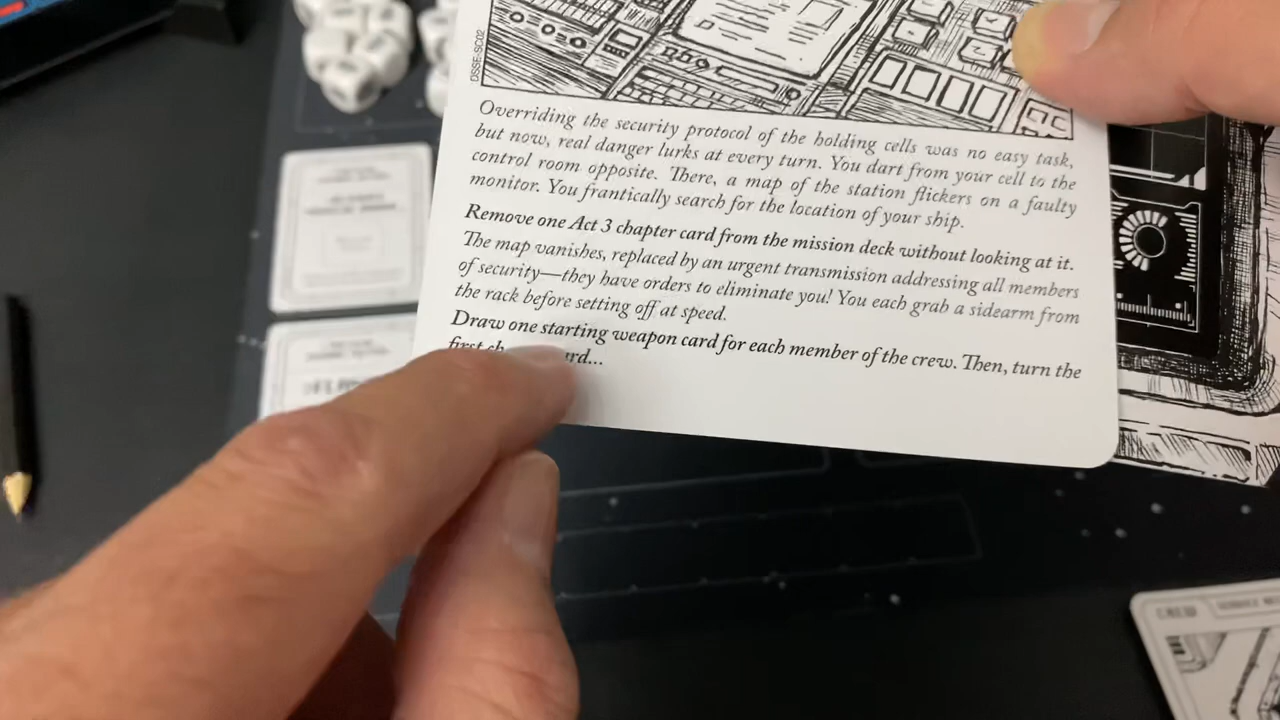 DSSE-SC02
Overriding the security protocol of the holding cells was no easy task,
but now, real danger lurks at every turn. You dart from your cell to the
control room opposite. There, a map of the station flickers on a faulty
monitor. You frantically search for the location of your ship.
Remove one Act 3 chapter card from the mission deck without looking at it.
The map vanishes, replaced by an urgent transmission addressing all members
of security—they have orders to eliminate you! You each grab a sidearm from
the rack before setting off at speed.
Draw one starting weapon card for each member of the crew. Then, turn the
first
CREW